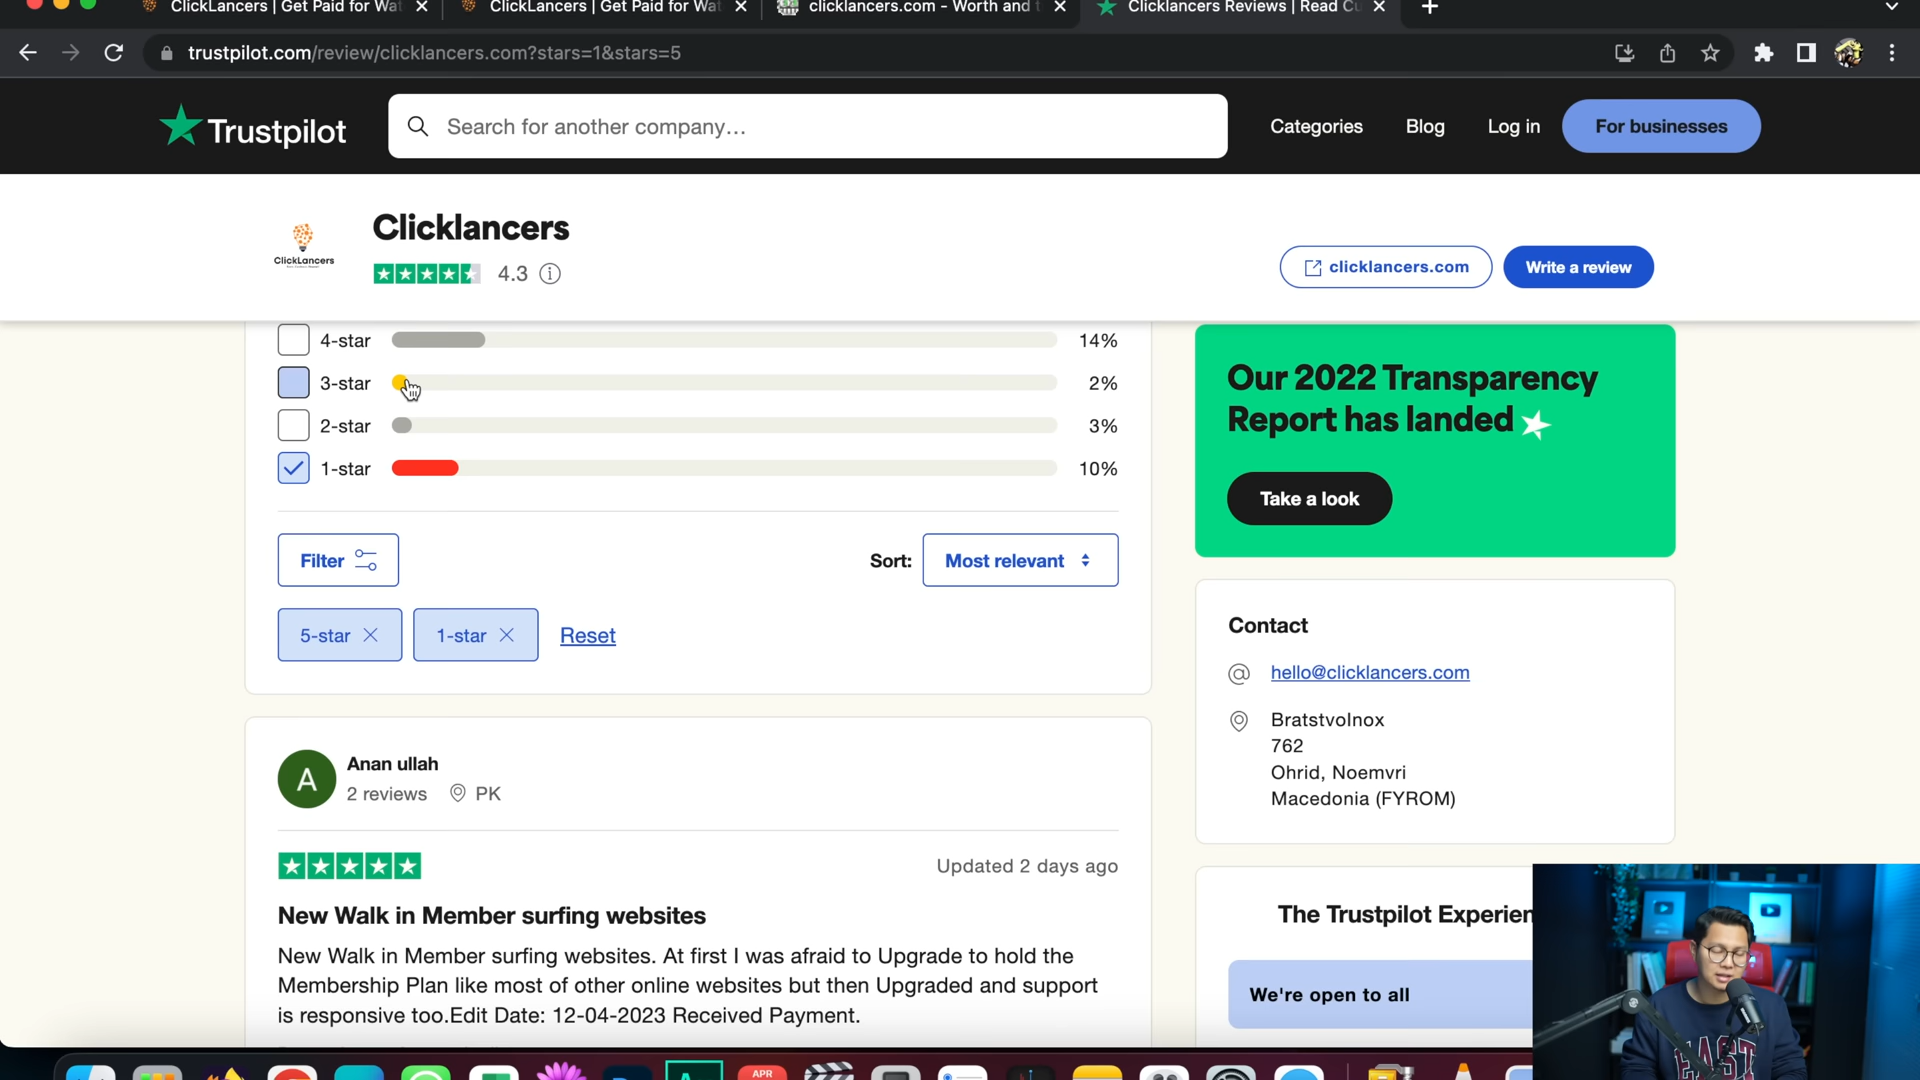 ClickLancers | Get Paid for Wat
ClickLancers | Get Paid for Wat
clicklancers.com - Worth and t
Clicklancers Reviews | Read Cu
trustpilot.com/review/clicklancers.com?stars=1&stars=5
Trustpilot
Search for another company…
Categories
Blog
Log in
For businesses
ClickLancers
Clicklancers
4.3
clicklancers.com
Write a review
4-star 14%
3-star 2%
2-star 3%
1-star 10%
Filter
Sort: Most relevant
5-star
1-star
Reset
Anan ullah
2 reviews PK
Updated 2 days ago
New Walk in Member surfing websites
New Walk in Member surfing websites. At first I was afraid to Upgrade to hold the
Membership Plan like most of other online websites but then Upgraded and support
is responsive too.Edit Date: 12-04-2023 Received Payment.
Our 2022 Transparency
Report has landed
Take a look
Contact
hello@clicklancers.com
Bratstvolnox
762
Ohrid, Noemvri
Macedonia (FYROM)
The Trustpilot Experien
We're open to all
EAST
APR